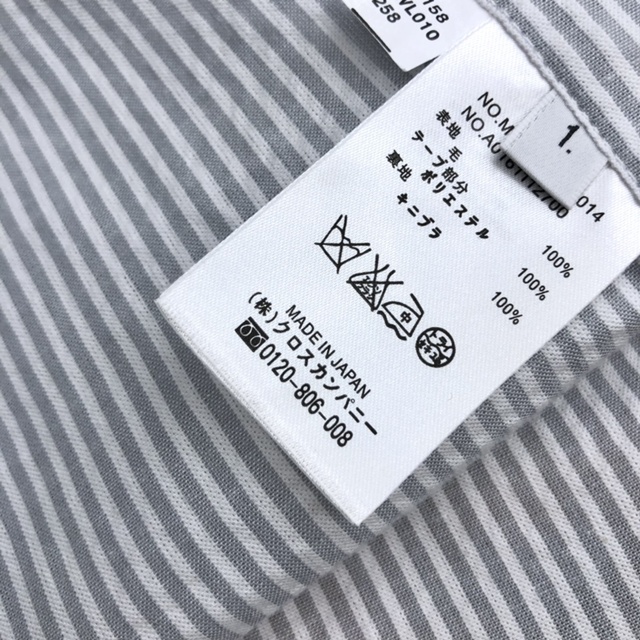 158
VL010
258
1.
NO.M 014
NO.A0161112700
表地 毛 100%
テープ部分
ポリエステル 100%
裏地
キュプラ 100%
MADE IN JAPAN
(株)クロスカンパニー
0120-806-008